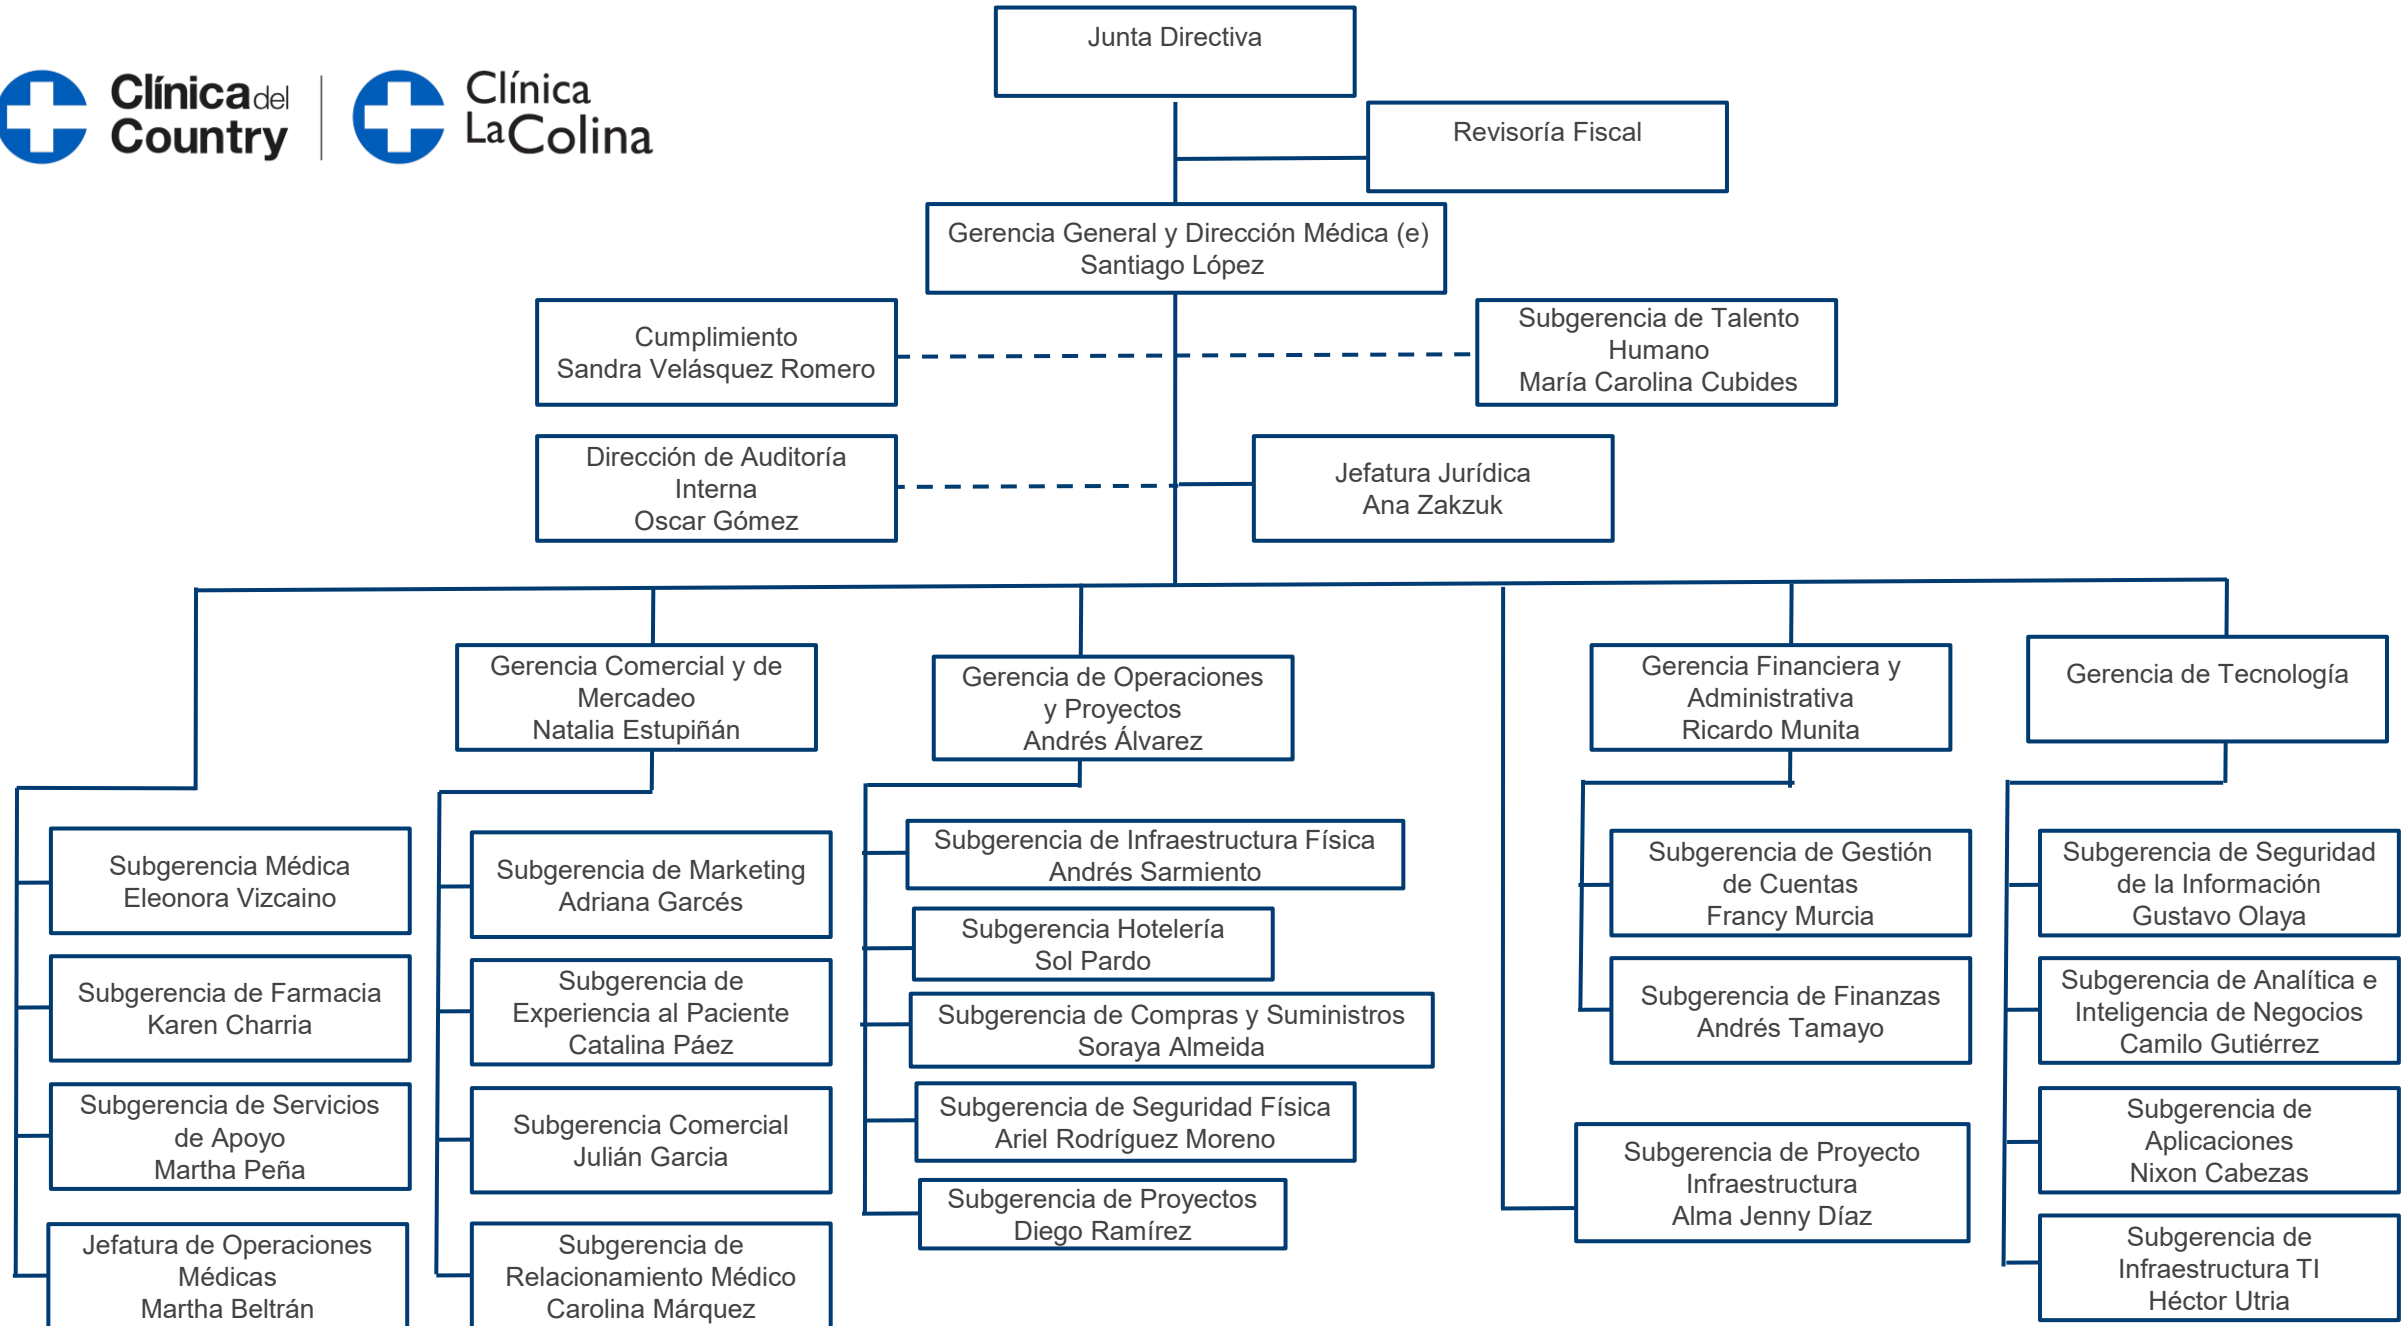 Clínica del
Country
Clínica
La Colina
Junta Directiva
Revisoría Fiscal
Gerencia General y Dirección Médica (e)
Santiago López
Cumplimiento
Sandra Velásquez Romero
Subgerencia de Talento
Humano
María Carolina Cubides
Dirección de Auditoría
Interna
Oscar Gómez
Jefatura Jurídica
Ana Zakzuk
Gerencia Comercial y de
Mercadeo
Natalia Estupiñán
Gerencia de Operaciones
y Proyectos
Andrés Álvarez
Gerencia Financiera y
Administrativa
Ricardo Munita
Gerencia de Tecnología
Subgerencia Médica
Eleonora Vizcaino
Subgerencia de Farmacia
Karen Charria
Subgerencia de Servicios
de Apoyo
Martha Peña
Jefatura de Operaciones
Médicas
Martha Beltrán
Subgerencia de Marketing
Adriana Garcés
Subgerencia de
Experiencia al Paciente
Catalina Páez
Subgerencia Comercial
Julián Garcia
Subgerencia de
Relacionamiento Médico
Carolina Márquez
Subgerencia de Infraestructura Física
Andrés Sarmiento
Subgerencia Hotelería
Sol Pardo
Subgerencia de Compras y Suministros
Soraya Almeida
Subgerencia de Seguridad Física
Ariel Rodríguez Moreno
Subgerencia de Proyectos
Diego Ramírez
Subgerencia de Gestión
de Cuentas
Francy Murcia
Subgerencia de Finanzas
Andrés Tamayo
Subgerencia de Proyecto
Infraestructura
Alma Jenny Díaz
Subgerencia de Seguridad
de la Información
Gustavo Olaya
Subgerencia de Analítica e
Inteligencia de Negocios
Camilo Gutiérrez
Subgerencia de
Aplicaciones
Nixon Cabezas
Subgerencia de
Infraestructura TI
Héctor Utria